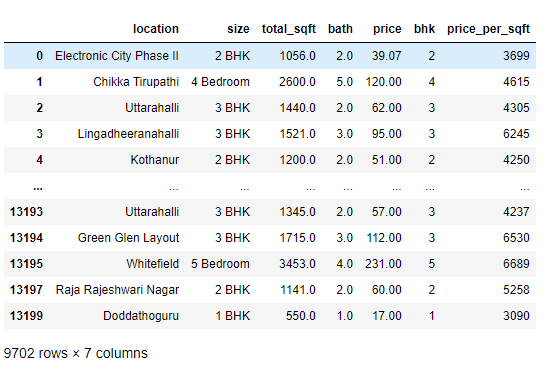 location size total_sqft bath price bhk price_per_sqft
0 Electronic City Phase II 2 BHK 1056.0 2.0 39.07 2 3699
1 Chikka Tirupathi 4 Bedroom 2600.0 5.0 120.00 4 4615
2 Uttarahalli 3 BHK 1440.0 2.0 62.00 3 4305
3 Lingadheeranahalli 3 BHK 1521.0 3.0 95.00 3 6245
4 Kothanur 2 BHK 1200.0 2.0 51.00 2 4250
... ... ... ... ... ... ... ...
13193 Uttarahalli 3 BHK 1345.0 2.0 57.00 3 4237
13194 Green Glen Layout 3 BHK 1715.0 3.0 112.00 3 6530
13195 Whitefield 5 Bedroom 3453.0 4.0 231.00 5 6689
13197 Raja Rajeshwari Nagar 2 BHK 1141.0 2.0 60.00 2 5258
13199 Doddathoguru 1 BHK 550.0 1.0 17.00 1 3090
9702 rows × 7 columns